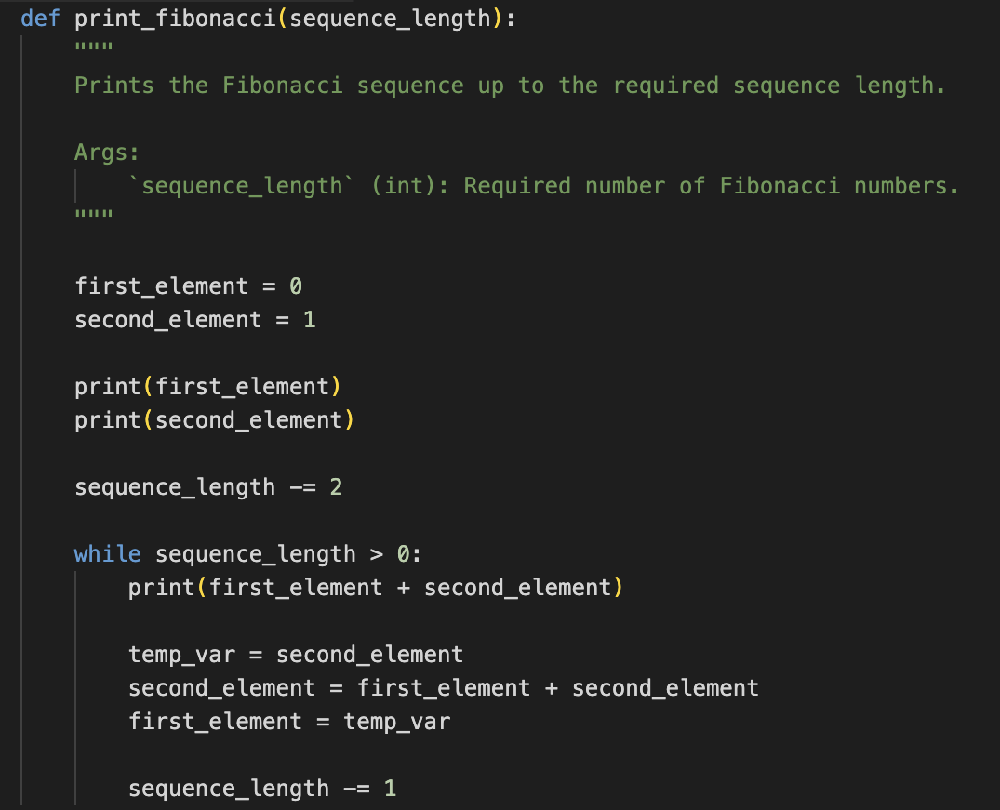 def print_fibonacci(sequence_length):
    """
    Prints the Fibonacci sequence up to the required sequence length.

    Args:
        `sequence_length` (int): Required number of Fibonacci numbers.
    """

    first_element = 0
    second_element = 1

    print(first_element)
    print(second_element)

    sequence_length -= 2

    while sequence_length > 0:
        print(first_element + second_element)

        temp_var = second_element
        second_element = first_element + second_element
        first_element = temp_var

        sequence_length -= 1